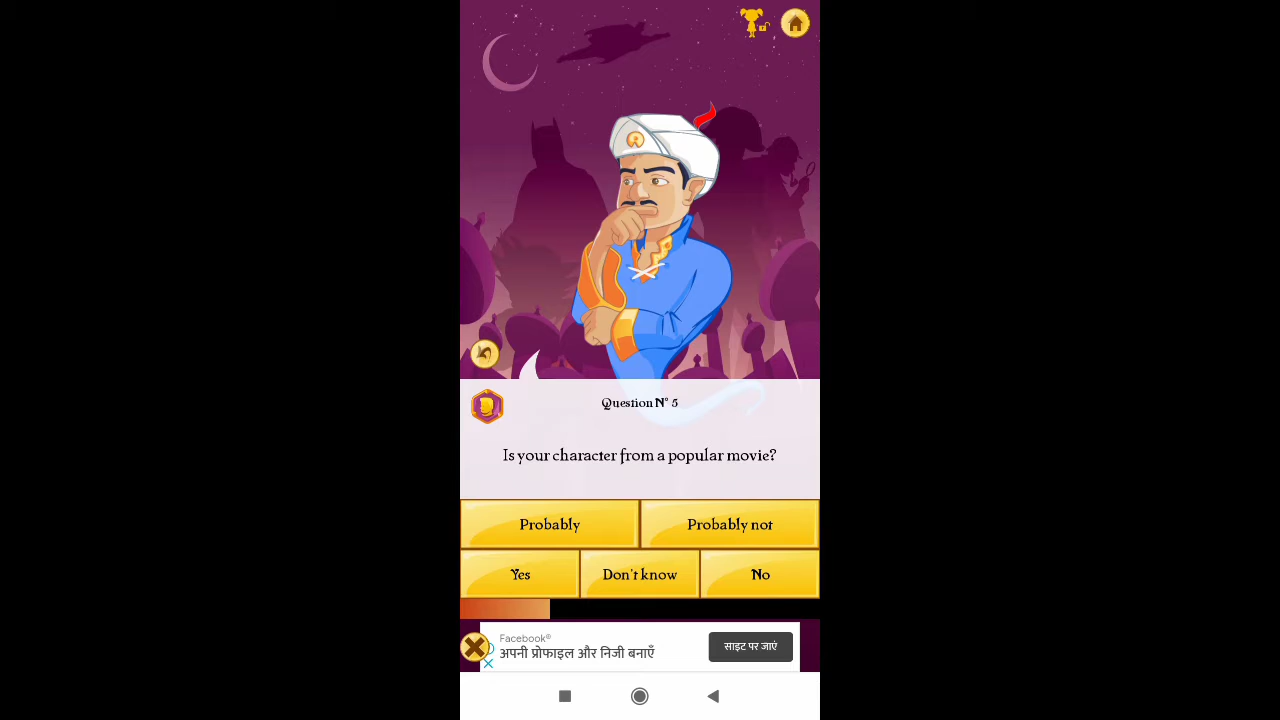 Question N° 5
Is your character from a popular movie?
Probably
Probably not
Yes
Don't know
No
Facebook®
अपनी प्रोफाइल और निजी बनाएँ
साइट पर जाएं